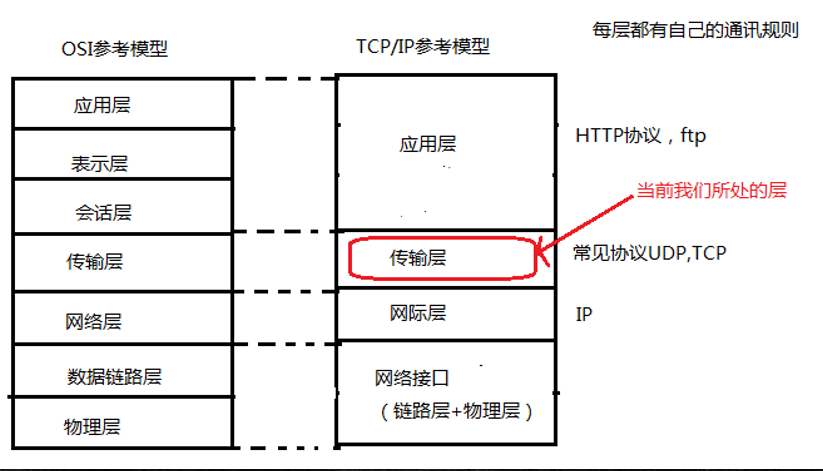 OSI参考模型
TCP/IP参考模型
每层都有自己的通讯规则
应用层
表示层
会话层
传输层
网络层
数据链路层
物理层
应用层
HTTP协议，ftp
当前我们所处的层
传输层
常见协议UDP,TCP
网际层
IP
网络接口
（链路层+物理层）